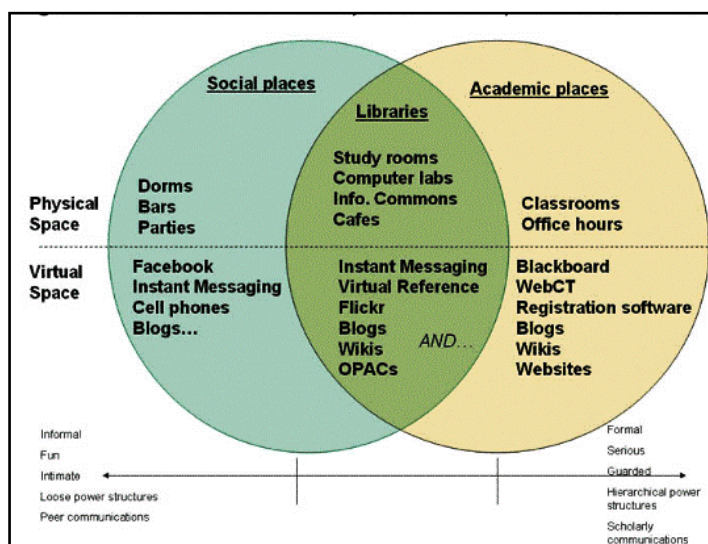 Social places
Academic places
Libraries
Study rooms
Computer labs
Info. Commons
Cafes
Physical
Space
Dorms
Bars
Parties
Classrooms
Office hours
Virtual
Space
Facebook
Instant Messaging
Cell phones
Blogs…
Instant Messaging
Virtual Reference
Flickr
Blogs
Wikis
OPACs
AND…
Blackboard
WebCT
Registration software
Blogs
Wikis
Websites
Informal
Fun
Intimate
Loose power structures
Peer communications
Formal
Serious
Guarded
Hierarchical power
structures
Scholarly
communications